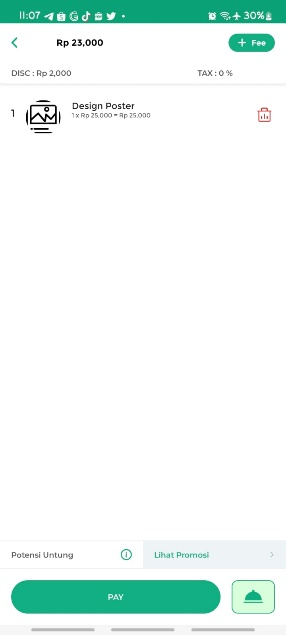 11:07 30%
Rp 23,000
+ Fee
DISC : Rp 2,000 TAX : 0 %
1 Design Poster
1 x Rp 25,000 = Rp 25,000
Potensi Untung Lihat Promosi
PAY